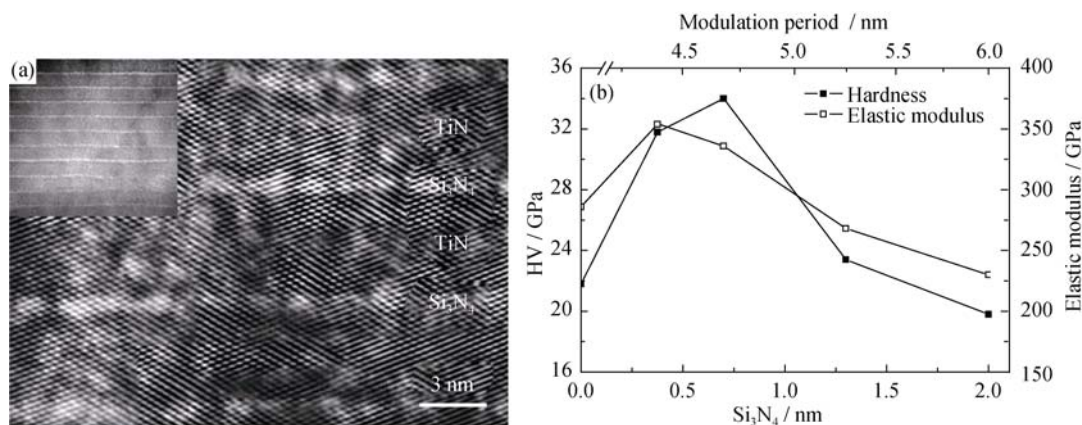 (a)
TiN
Si₃N₄
TiN
Si₃N₄
3 nm
Modulation period / nm
4.5 5.0 5.25 5.5 6.0
(b)
Hardness
Elastic modulus
HV / GPa
36
32
28
24
20
16
Elastic modulus / GPa
400
350
300
250
200
150
0.0 0.5 1.0 1.5 2.0
Si₃N₄ / nm